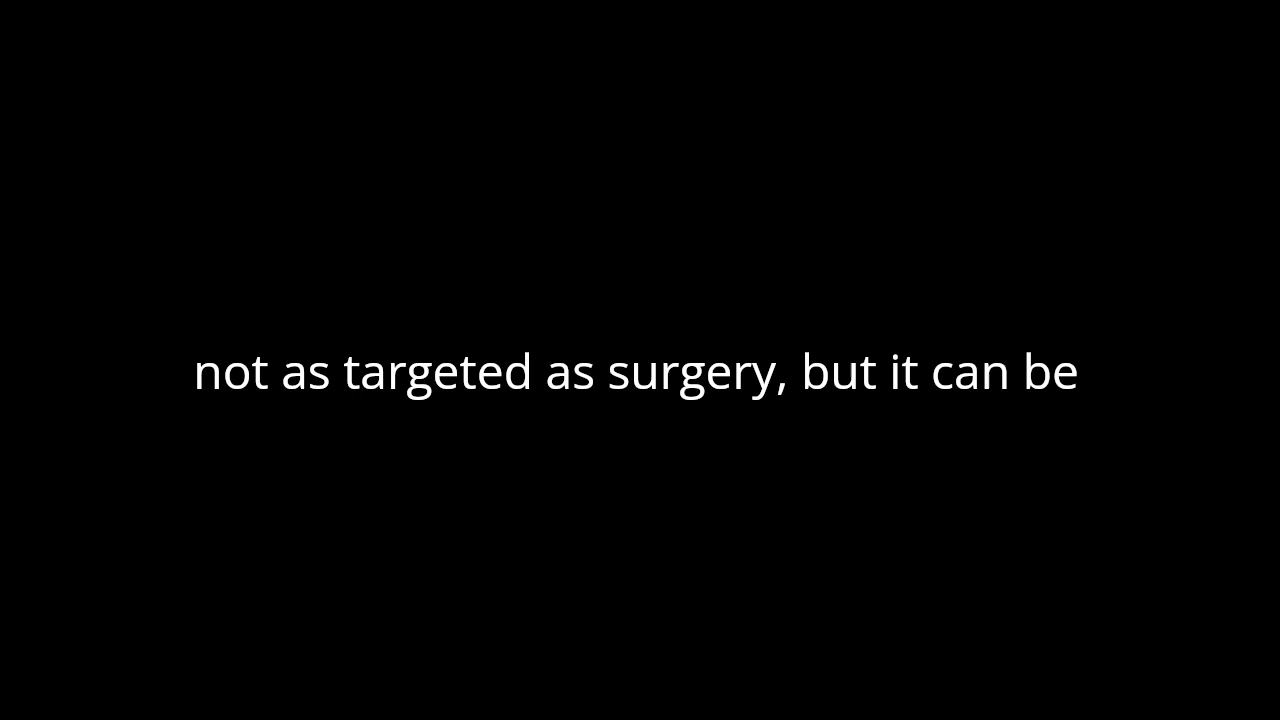 not as targeted as surgery, but it can be